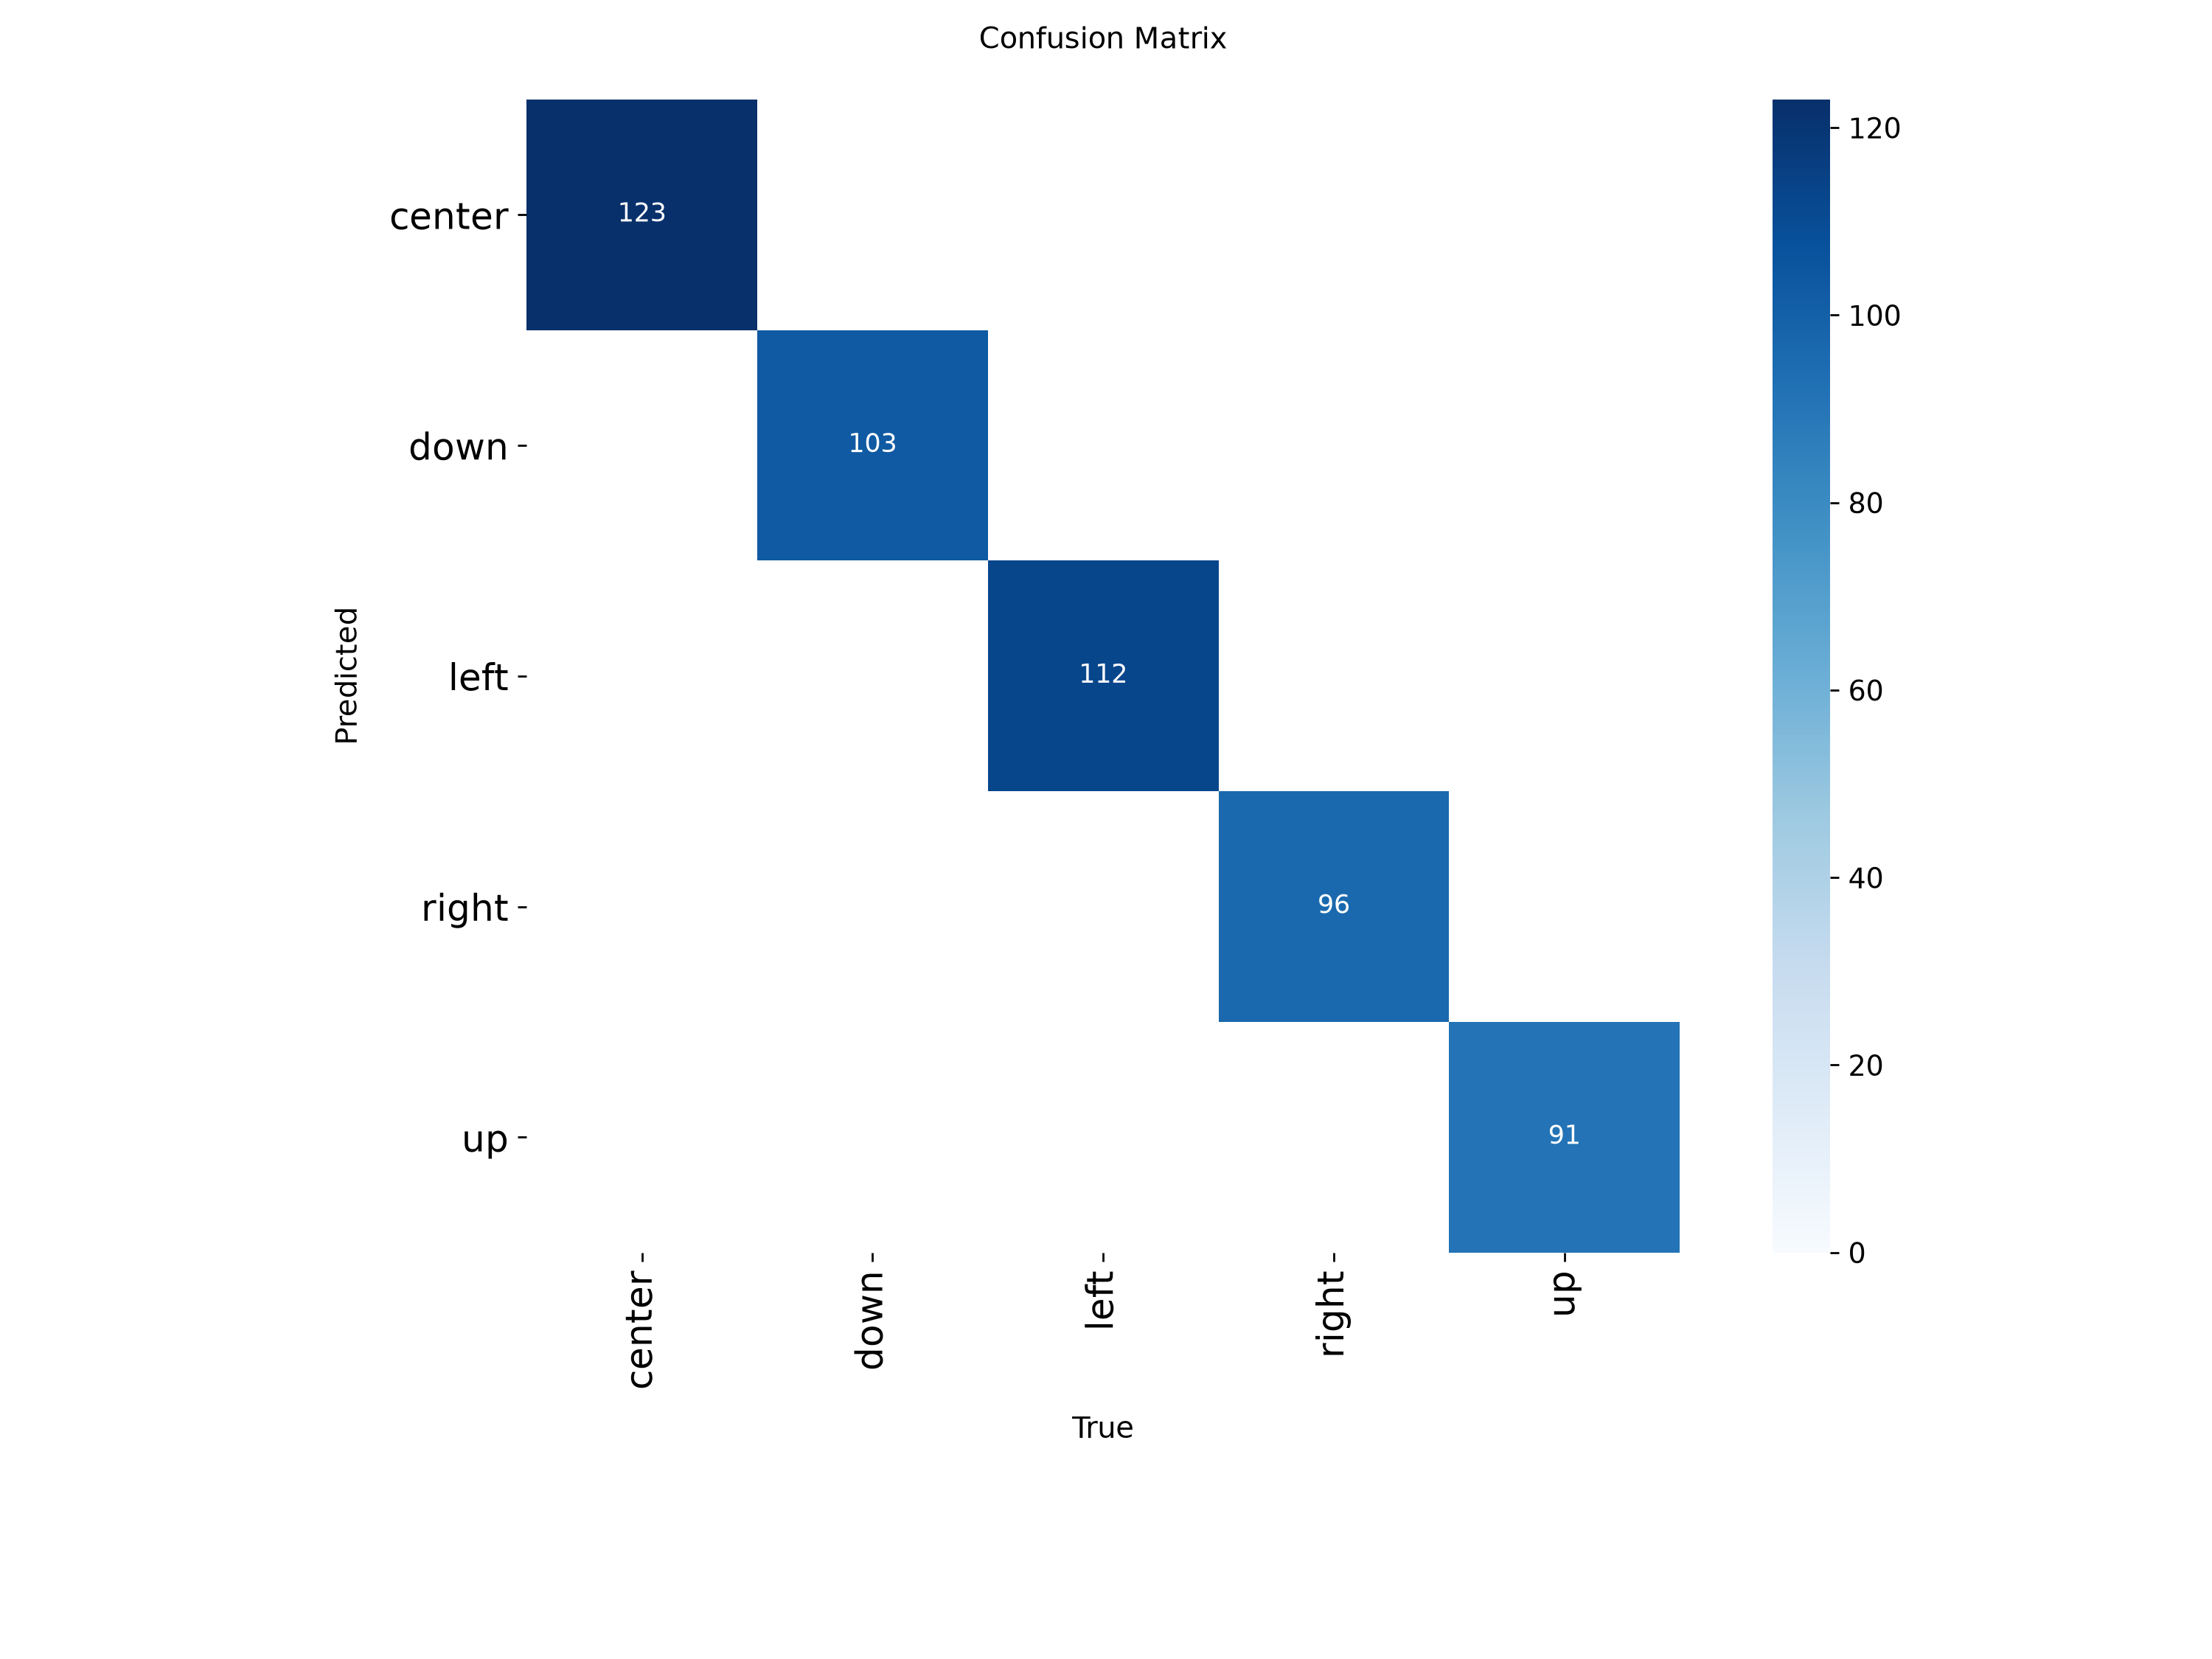 Confusion Matrix
center
123
down
103
left
112
right
96
up
91
Predicted
center
down
left
right
up
True
120
100
80
60
40
20
0